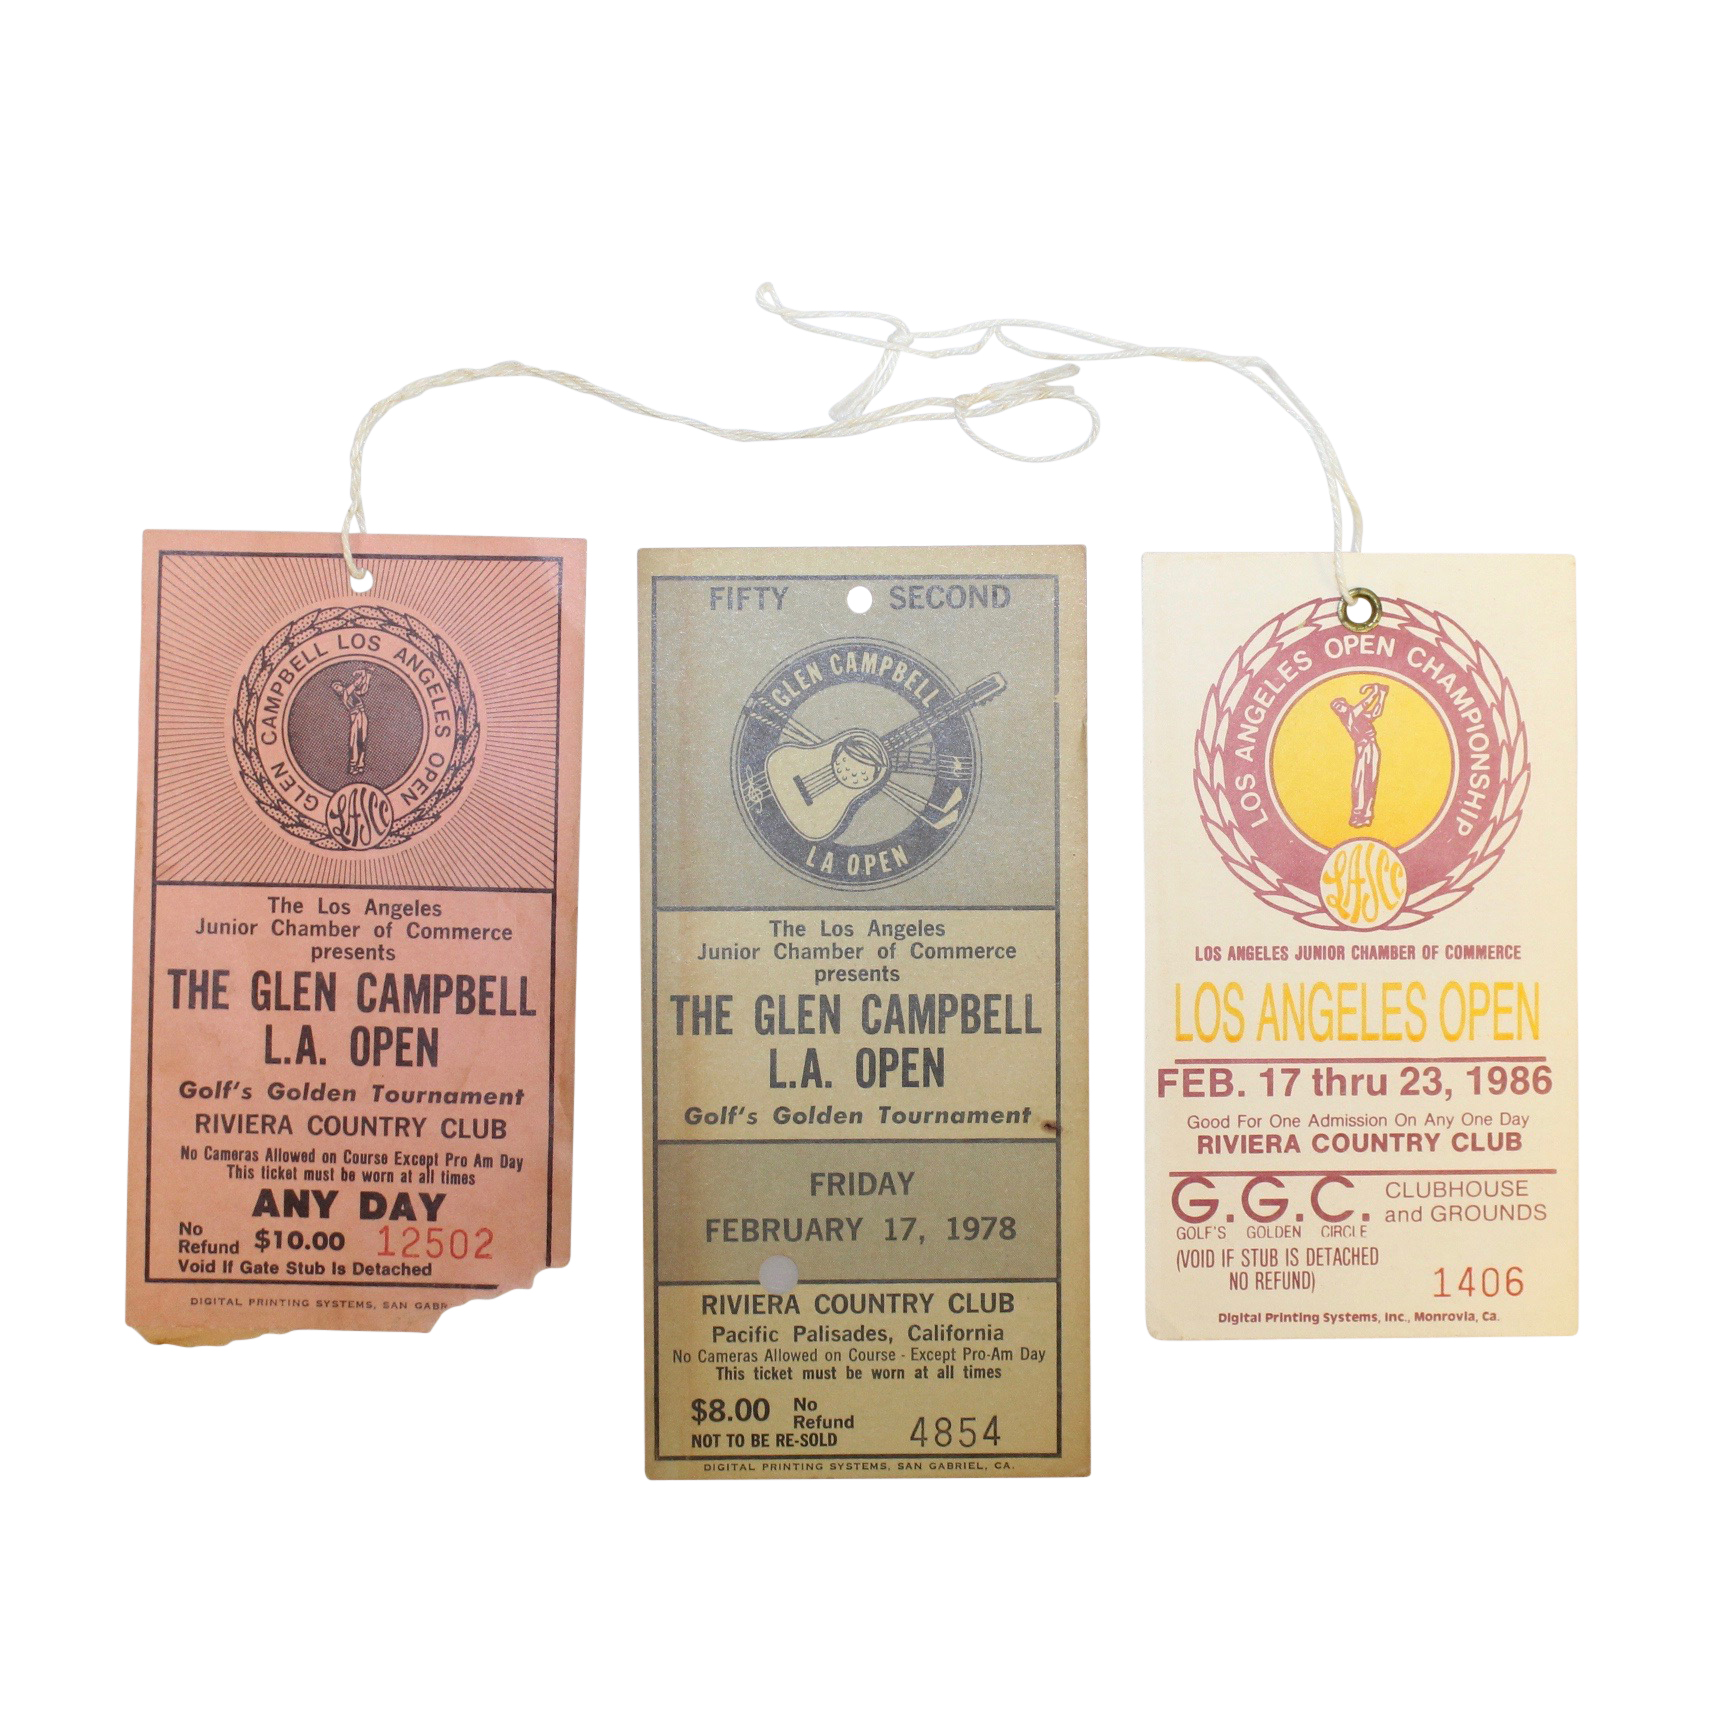 GLEN CAMPBELL LOS ANGELES OPEN
LAJCC
The Los Angeles
Junior Chamber of Commerce
presents
THE GLEN CAMPBELL
L.A. OPEN
Golf's Golden Tournament
RIVIERA COUNTRY CLUB
No Cameras Allowed on Course Except Pro Am Day
This ticket must be worn at all times
ANY DAY
No
Refund $10.00 12502
Void If Gate Stub Is Detached
DIGITAL PRINTING SYSTEMS, SAN GABR
FIFTY SECOND
GLEN CAMPBELL
LA OPEN
The Los Angeles
Junior Chamber of Commerce
presents
THE GLEN CAMPBELL
L.A. OPEN
Golf's Golden Tournament
FRIDAY
FEBRUARY 17, 1978
RIVIERA COUNTRY CLUB
Pacific Palisades, California
No Cameras Allowed on Course - Except Pro-Am Day
This ticket must be worn at all times
$8.00 No
Refund
NOT TO BE RE-SOLD 4854
DIGITAL PRINTING SYSTEMS, SAN GABRIEL, CA.
LOS ANGELES OPEN CHAMPIONSHIP
LAJCC
LOS ANGELES JUNIOR CHAMBER OF COMMERCE
LOS ANGELES OPEN
FEB. 17 thru 23, 1986
Good For One Admission On Any One Day
RIVIERA COUNTRY CLUB
G.G.C. CLUBHOUSE
and GROUNDS
GOLF'S GOLDEN CIRCLE
(VOID IF STUB IS DETACHED
NO REFUND)
1406
Digital Printing Systems, Inc., Monrovia, Ca.